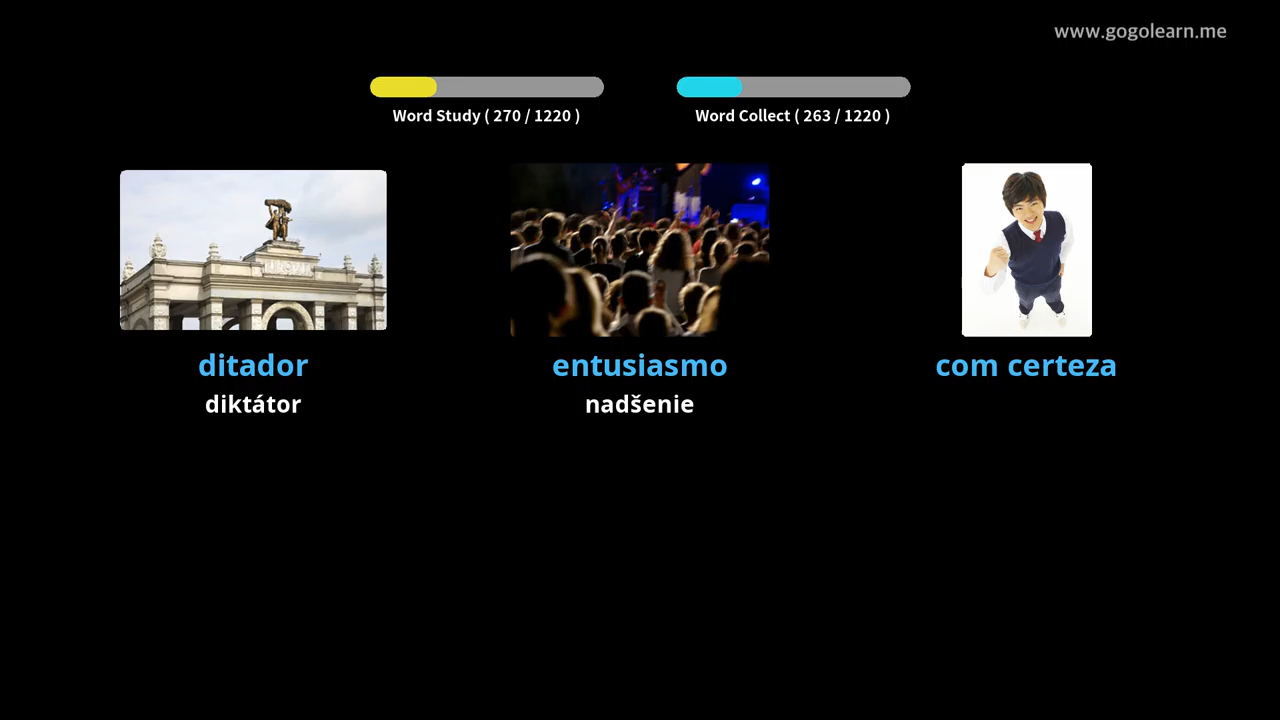 www.gogolearn.me
Word Study ( 270 / 1220 )
Word Collect ( 263 / 1220 )
ditador
entusiasmo
com certeza
diktátor
nadšenie